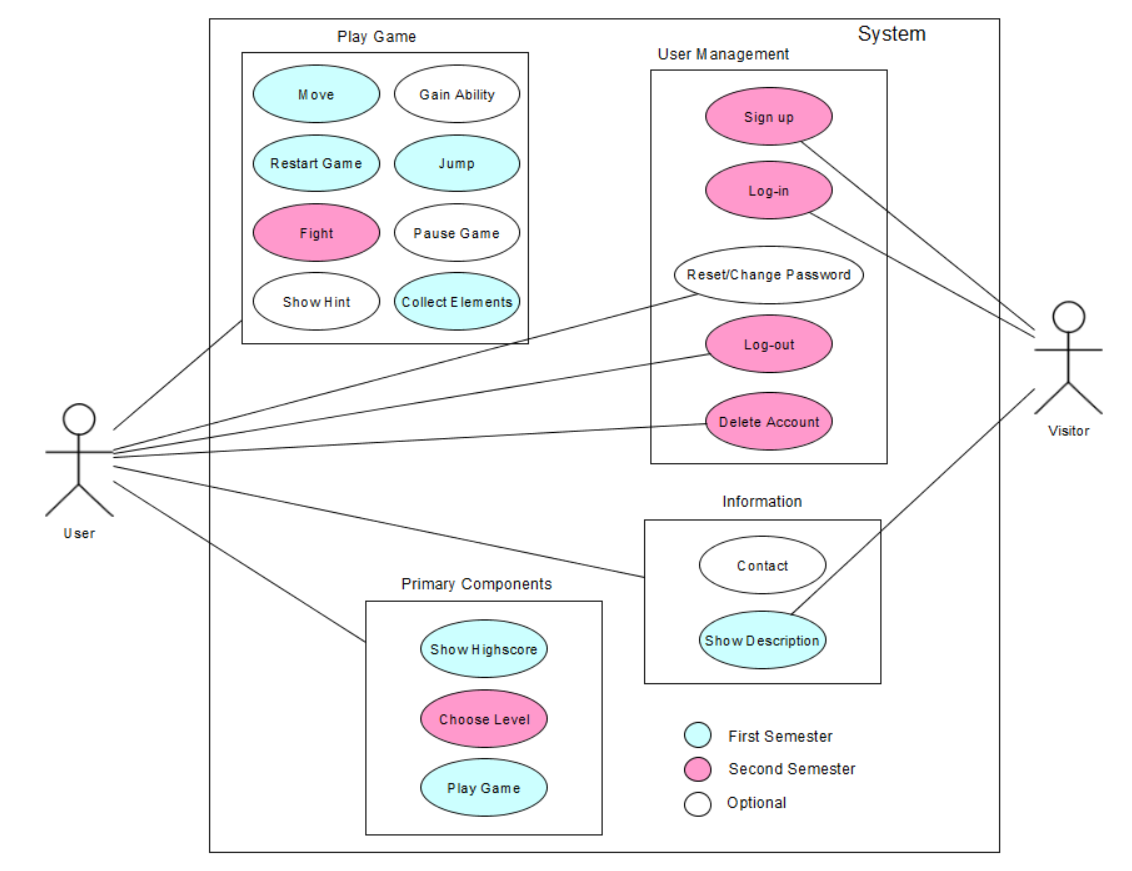 System
Play Game
Move
Gain Ability
Restart Game
Jump
Fight
Pause Game
Show Hint
Collect Elements
User Management
Sign up
Log-in
Reset/Change Password
Log-out
Delete Account
User
Visitor
Information
Contact
Show Description
Primary Components
Show Highscore
Choose Level
Play Game
First Semester
Second Semester
Optional